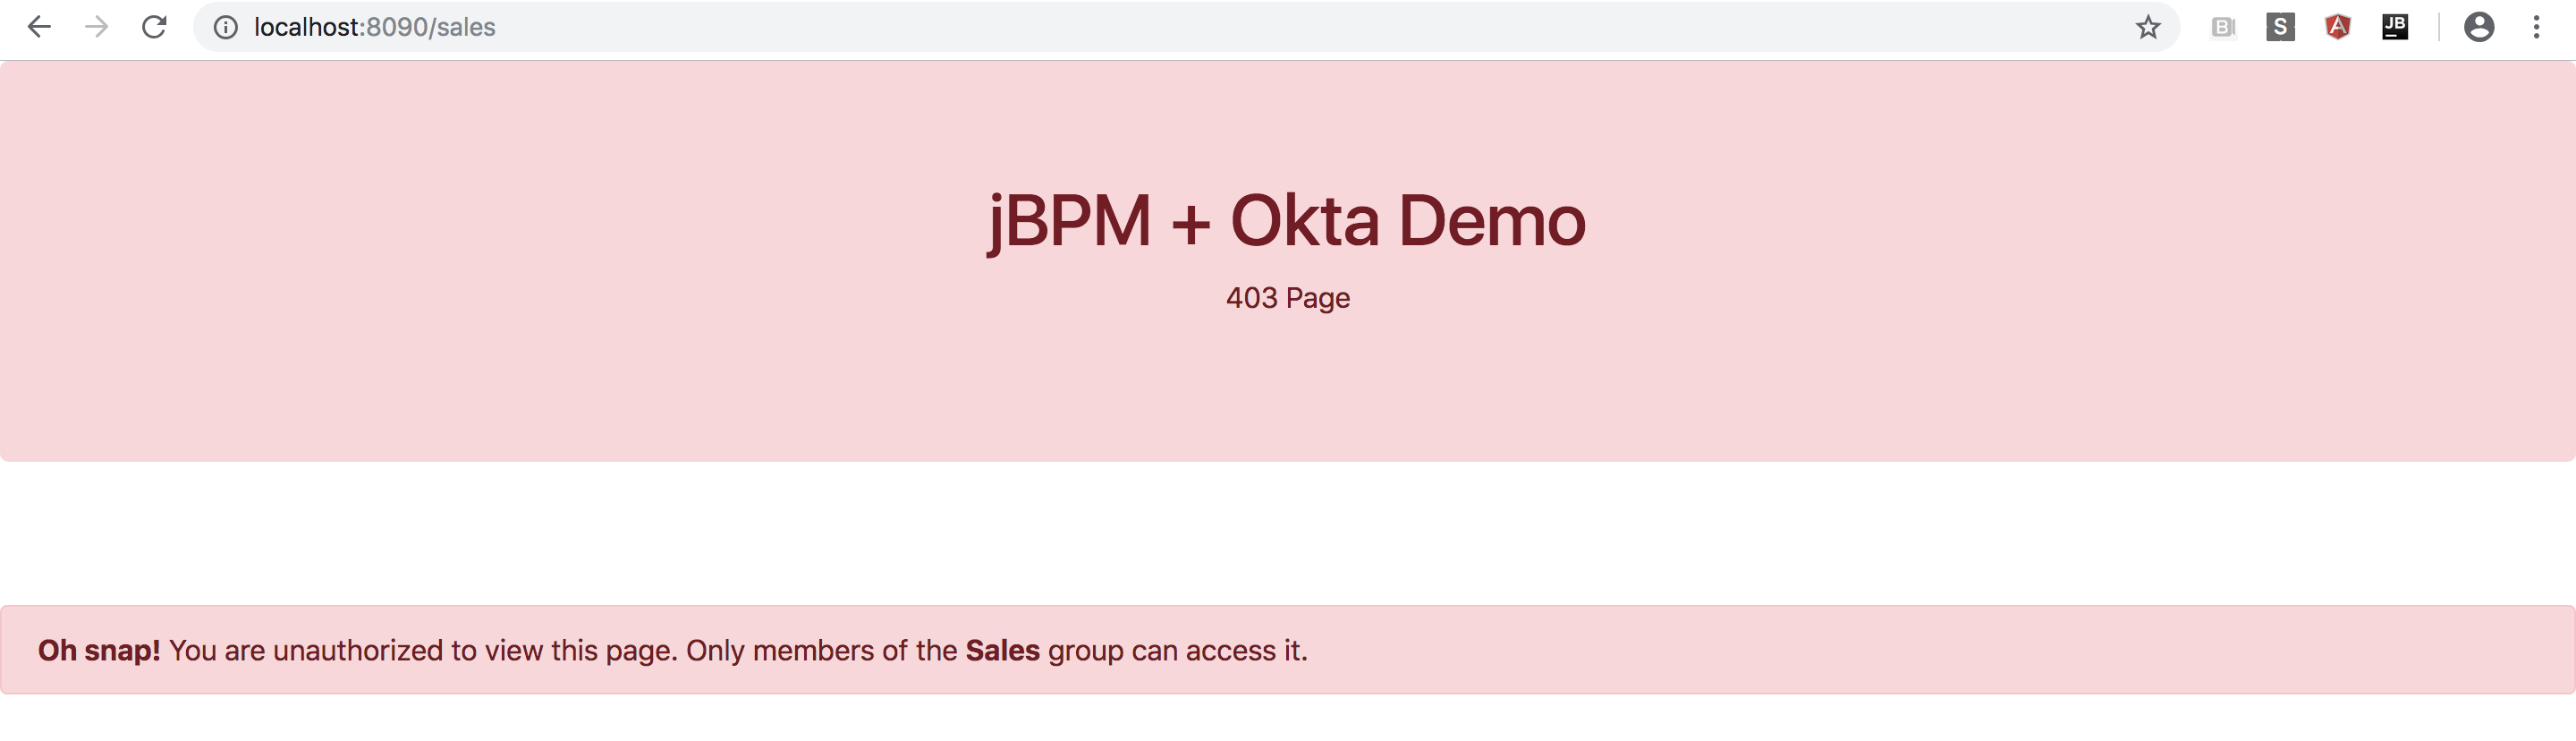 localhost:8090/sales
B
S
A
JB
jBPM + Okta Demo
403 Page
Oh snap! You are unauthorized to view this page. Only members of the Sales group can access it.